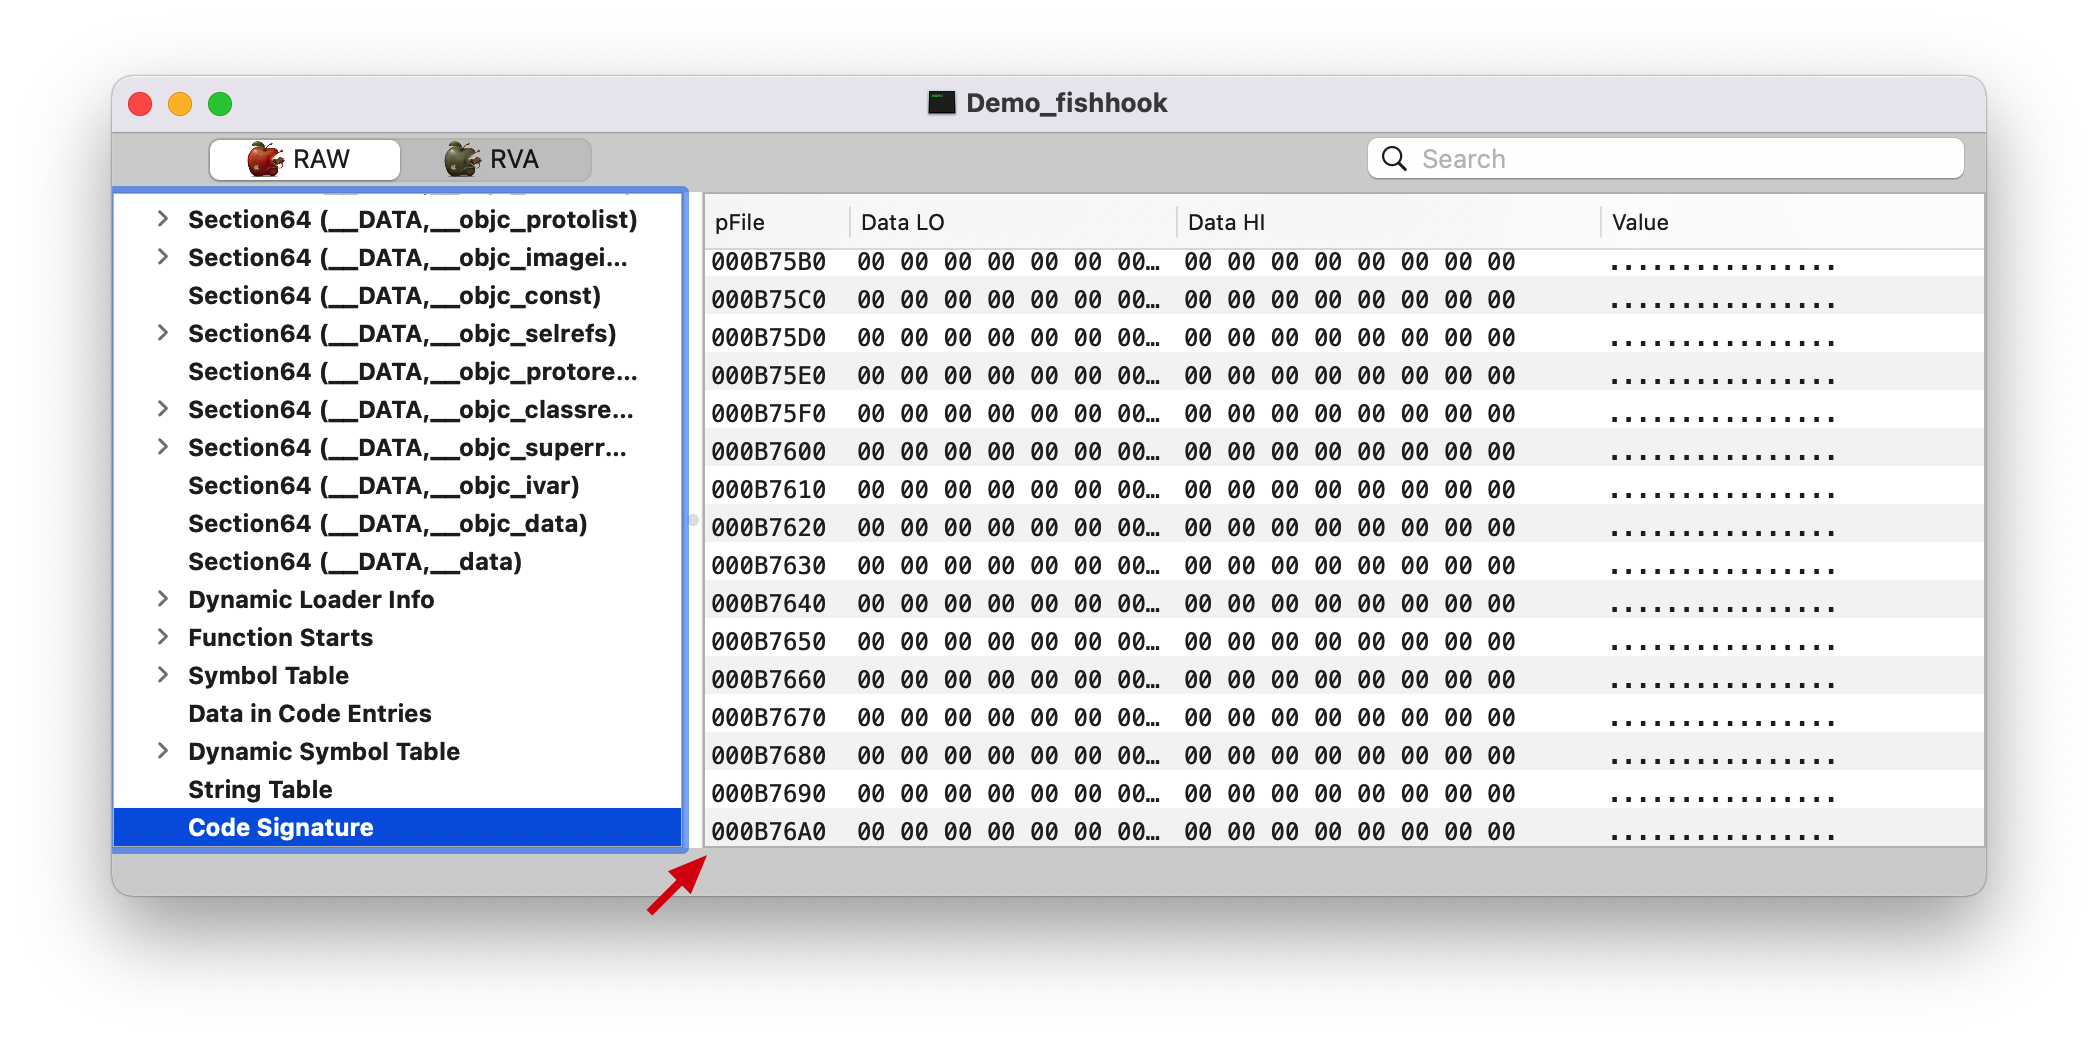 Demo_fishhook
RAW
RVA
Search
Section64 (__DATA,__objc_protolist)
Section64 (__DATA,__objc_imagei...
Section64 (__DATA,__objc_const)
Section64 (__DATA,__objc_selrefs)
Section64 (__DATA,__objc_protore...
Section64 (__DATA,__objc_classre...
Section64 (__DATA,__objc_superr...
Section64 (__DATA,__objc_ivar)
Section64 (__DATA,__objc_data)
Section64 (__DATA,__data)
Dynamic Loader Info
Function Starts
Symbol Table
Data in Code Entries
Dynamic Symbol Table
String Table
Code Signature
pFile Data LO Data HI Value
000B75B0 00 00 00 00 00 00 00… 00 00 00 00 00 00 00 00 ................
000B75C0 00 00 00 00 00 00 00… 00 00 00 00 00 00 00 00 ................
000B75D0 00 00 00 00 00 00 00… 00 00 00 00 00 00 00 00 ................
000B75E0 00 00 00 00 00 00 00… 00 00 00 00 00 00 00 00 ................
000B75F0 00 00 00 00 00 00 00… 00 00 00 00 00 00 00 00 ................
000B7600 00 00 00 00 00 00 00… 00 00 00 00 00 00 00 00 ................
000B7610 00 00 00 00 00 00 00… 00 00 00 00 00 00 00 00 ................
000B7620 00 00 00 00 00 00 00… 00 00 00 00 00 00 00 00 ................
000B7630 00 00 00 00 00 00 00… 00 00 00 00 00 00 00 00 ................
000B7640 00 00 00 00 00 00 00… 00 00 00 00 00 00 00 00 ................
000B7650 00 00 00 00 00 00 00… 00 00 00 00 00 00 00 00 ................
000B7660 00 00 00 00 00 00 00… 00 00 00 00 00 00 00 00 ................
000B7670 00 00 00 00 00 00 00… 00 00 00 00 00 00 00 00 ................
000B7680 00 00 00 00 00 00 00… 00 00 00 00 00 00 00 00 ................
000B7690 00 00 00 00 00 00 00… 00 00 00 00 00 00 00 00 ................
000B76A0 00 00 00 00 00 00 00… 00 00 00 00 00 00 00 00 ................